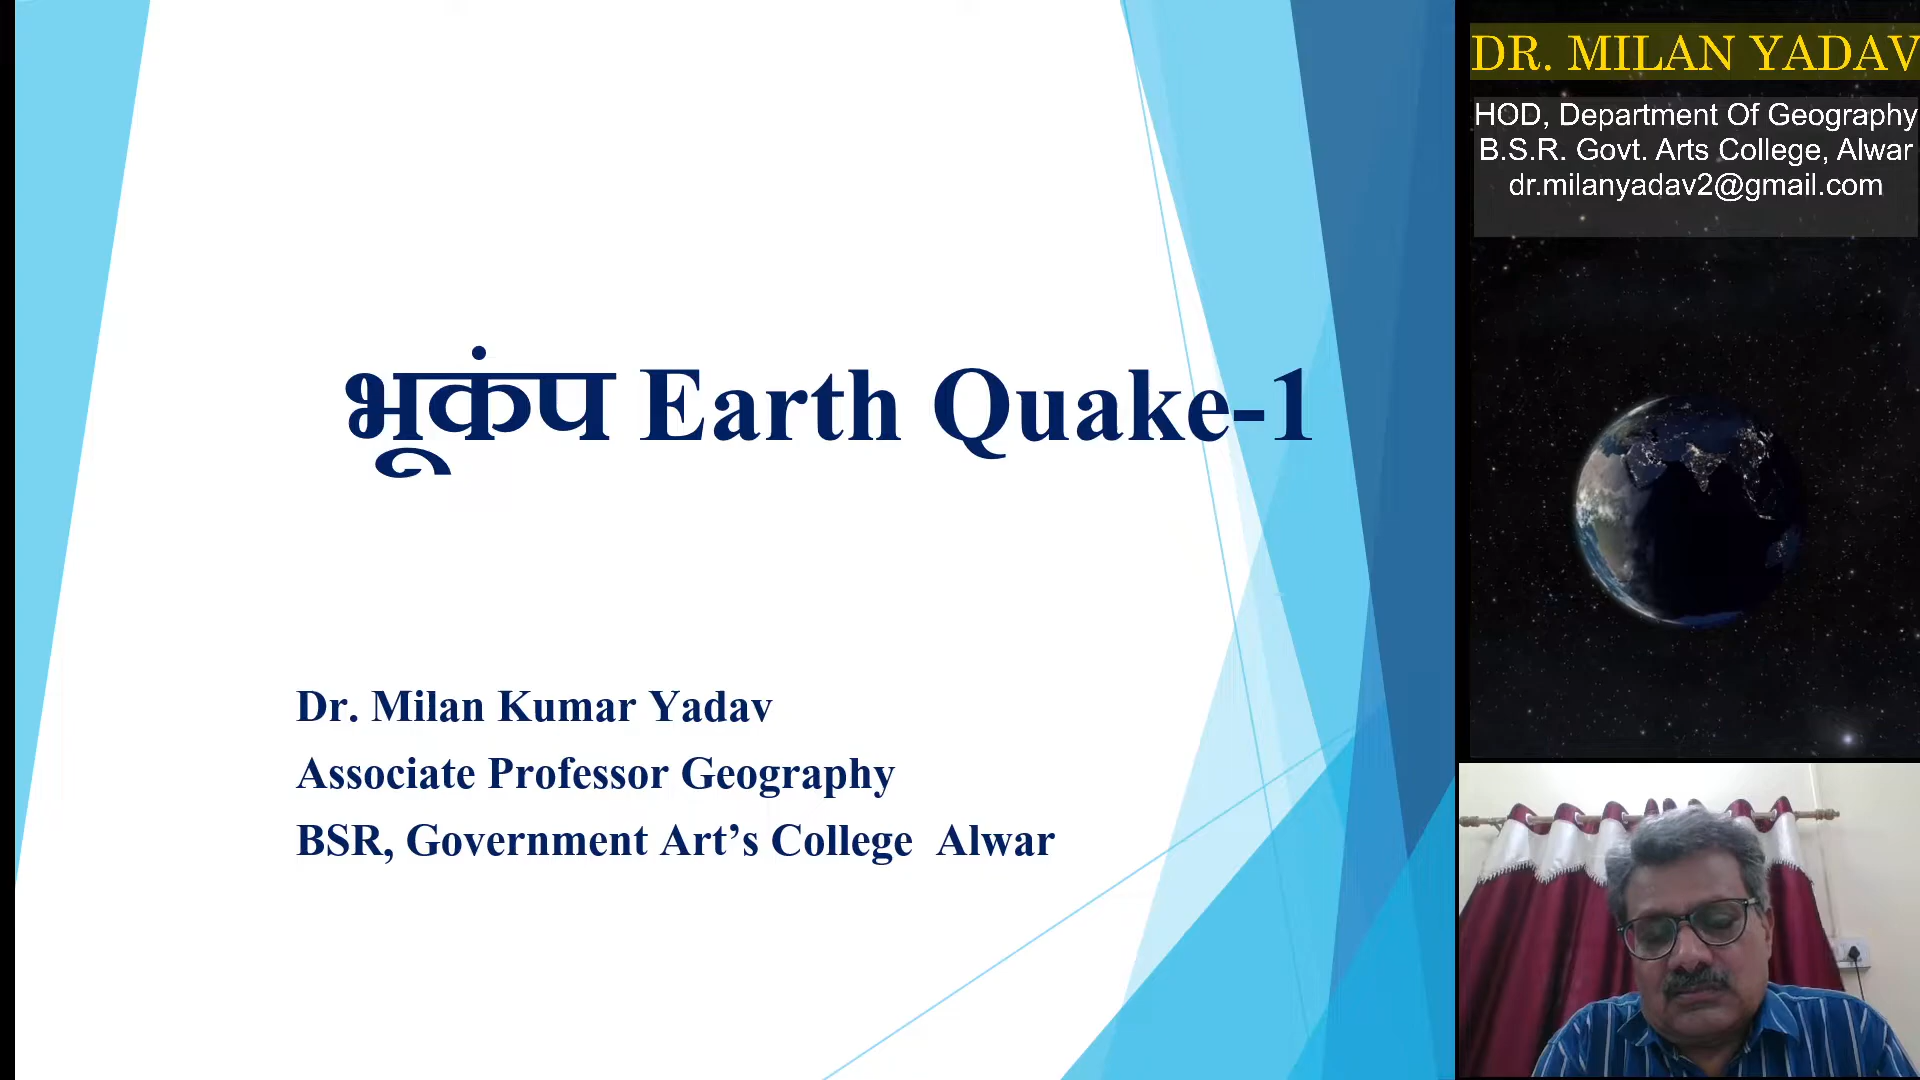 भूकंप Earth Quake-1
Dr. Milan Kumar Yadav
Associate Professor Geography
BSR, Government Art’s College Alwar
DR. MILAN YADAV
HOD, Department Of Geography
B.S.R. Govt. Arts College, Alwar
dr.milanyadav2@gmail.com